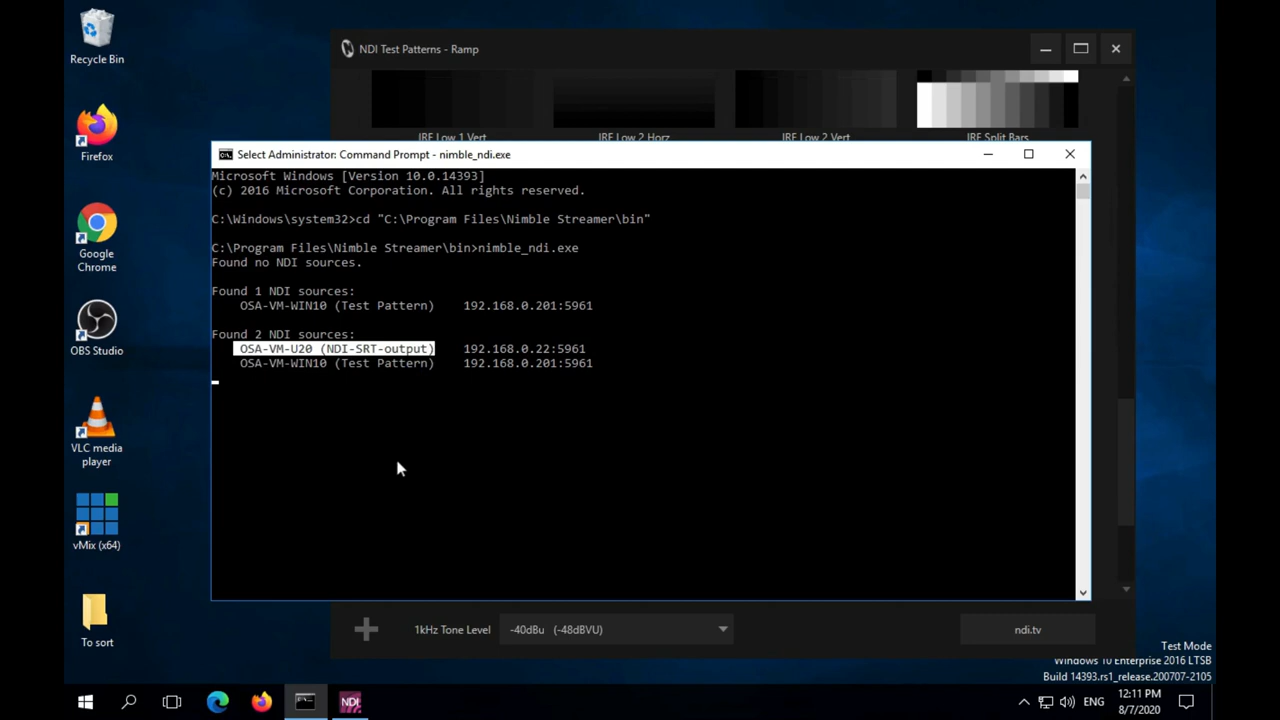 Recycle Bin
Firefox
Google
Chrome
OBS Studio
VLC media
player
vMix (x64)
To sort
NDI Test Patterns - Ramp
IRE Low 1 Vert
IRE Low 2 Horz
IRE Low 2 Vert
IRE Split Bars
Select Administrator: Command Prompt - nimble_ndi.exe
Microsoft Windows [Version 10.0.14393]
(c) 2016 Microsoft Corporation. All rights reserved.
C:\Windows\system32>cd "C:\Program Files\Nimble Streamer\bin"
C:\Program Files\Nimble Streamer\bin>nimble_ndi.exe
Found no NDI sources.
Found 1 NDI sources:
OSA-VM-WIN10 (Test Pattern) 192.168.0.201:5961
Found 2 NDI sources:
OSA-VM-U20 (NDI-SRT-output) 192.168.0.22:5961
OSA-VM-WIN10 (Test Pattern) 192.168.0.201:5961
1kHz Tone Level
-40dBu (-48dBVU)
ndi.tv
Test Mode
Windows 10 Enterprise 2016 LTSB
Build 14393.rs1_release.200707-2105
NDI
ENG
12:11 PM
8/7/2020